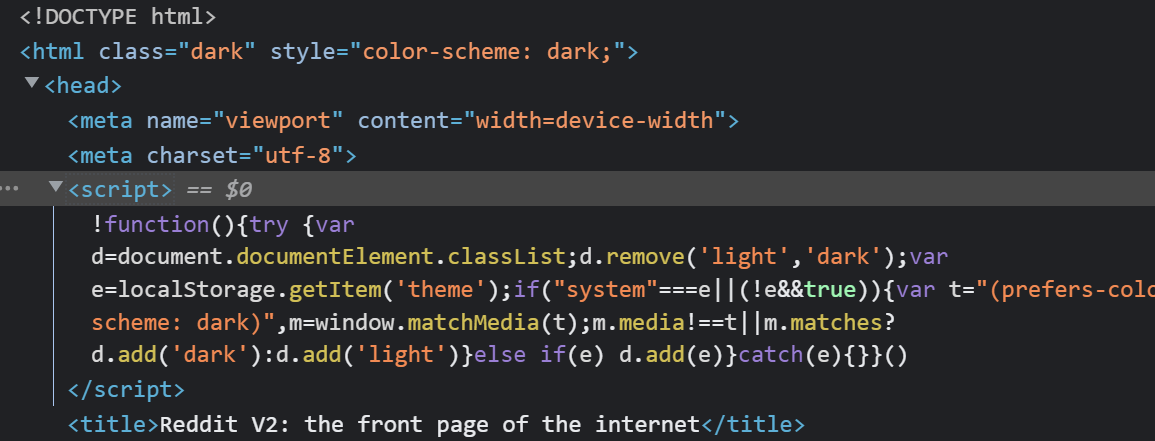 <!DOCTYPE html>
<html class="dark" style="color-scheme: dark;">
<head>
<meta name="viewport" content="width=device-width">
<meta charset="utf-8">
<script> == $0
!function(){try {var
d=document.documentElement.classList;d.remove('light','dark');var
e=localStorage.getItem('theme');if("system"===e||(!e&&true)){var t="(prefers-colo
scheme: dark)",m=window.matchMedia(t);m.media!==t||m.matches?
d.add('dark'):d.add('light')}else if(e) d.add(e)}catch(e){}}()
</script>
<title>Reddit V2: the front page of the internet</title>